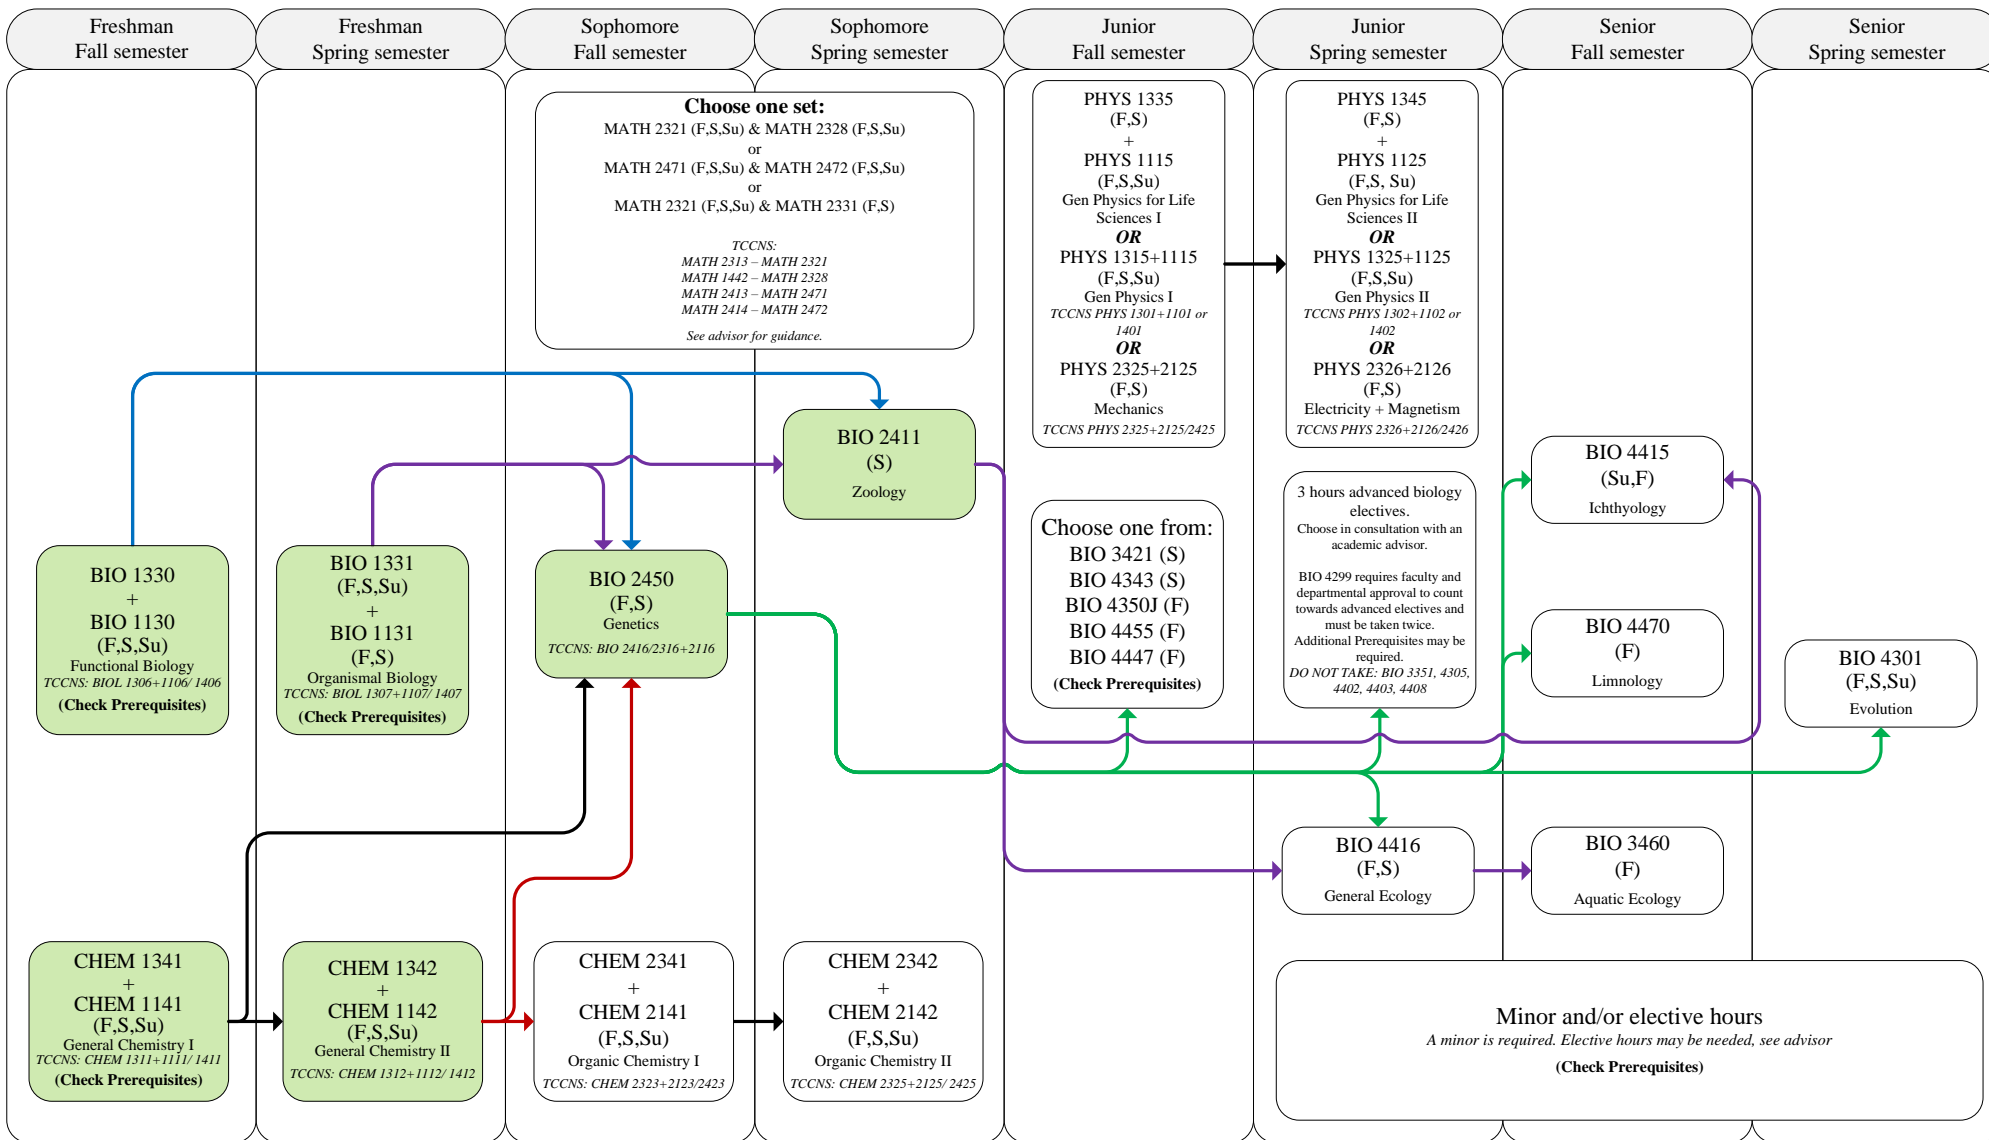 Freshman
Fall semester
Freshman
Spring semester
Sophomore
Fall semester
Sophomore
Spring semester
Junior
Fall semester
Junior
Spring semester
Senior
Fall semester
Senior
Spring semester
Choose one set:
MATH 2321 (F,S,Su) & MATH 2328 (F,S,Su)
or
MATH 2471 (F,S,Su) & MATH 2472 (F,S,Su)
or
MATH 2321 (F,S,Su) & MATH 2331 (F,S)
TCCNS:
MATH 2313 – MATH 2321
MATH 1442 – MATH 2328
MATH 2413 – MATH 2471
MATH 2414 – MATH 2472
See advisor for guidance.
PHYS 1335
(F,S)
+
PHYS 1115
(F,S,Su)
Gen Physics for Life
Sciences I
OR
PHYS 1315+1115
(F,S,Su)
Gen Physics I
TCCNS PHYS 1301+1101 or
1401
OR
PHYS 2325+2125
(F,S)
Mechanics
TCCNS PHYS 2325+2125/2425
PHYS 1345
(F,S)
+
PHYS 1125
(F,S, Su)
Gen Physics for Life
Sciences II
OR
PHYS 1325+1125
(F,S,Su)
Gen Physics II
TCCNS PHYS 1302+1102 or
1402
OR
PHYS 2326+2126
(F,S)
Electricity + Magnetism
TCCNS PHYS 2326+2126/2426
BIO 2411
(S)
Zoology
BIO 4415
(Su,F)
Ichthyology
BIO 1330
+
BIO 1130
(F,S,Su)
Functional Biology
TCCNS: BIOL 1306+1106/ 1406
(Check Prerequisites)
BIO 1331
(F,S,Su)
+
BIO 1131
(F,S)
Organismal Biology
TCCNS: BIOL 1307+1107/ 1407
(Check Prerequisites)
BIO 2450
(F,S)
Genetics
TCCNS: BIO 2416/2316+2116
Choose one from:
BIO 3421 (S)
BIO 4343 (S)
BIO 4350J (F)
BIO 4455 (F)
BIO 4447 (F)
(Check Prerequisites)
3 hours advanced biology
electives.
Choose in consultation with an
academic advisor.
BIO 4299 requires faculty and
departmental approval to count
towards advanced electives and
must be taken twice.
Additional Prerequisites may be
required.
DO NOT TAKE: BIO 3351, 4305,
4402, 4403, 4408
BIO 4470
(F)
Limnology
BIO 4301
(F,S,Su)
Evolution
BIO 4416
(F,S)
General Ecology
BIO 3460
(F)
Aquatic Ecology
CHEM 1341
+
CHEM 1141
(F,S,Su)
General Chemistry I
TCCNS: CHEM 1311+1111/ 1411
(Check Prerequisites)
CHEM 1342
+
CHEM 1142
(F,S,Su)
General Chemistry II
TCCNS: CHEM 1312+1112/ 1412
CHEM 2341
+
CHEM 2141
(F,S,Su)
Organic Chemistry I
TCCNS: CHEM 2323+2123/2423
CHEM 2342
+
CHEM 2142
(F,S,Su)
Organic Chemistry II
TCCNS: CHEM 2325+2125/ 2425
Minor and/or elective hours
A minor is required. Elective hours may be needed, see advisor
(Check Prerequisites)